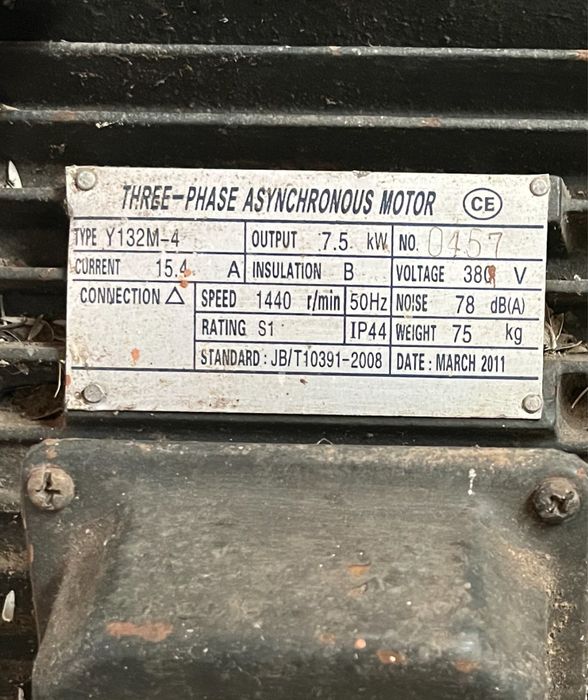 THREE-PHASE ASYNCHRONOUS MOTOR CE
TYPE Y132M-4 OUTPUT 7.5 kW NO. 0457
CURRENT 15.4 A INSULATION B VOLTAGE 380 V
CONNECTION △ SPEED 1440 r/min 50Hz NOISE 78 dB(A)
RATING S1 IP44 WEIGHT 75 kg
STANDARD : JB/T10391-2008 DATE : MARCH 2011